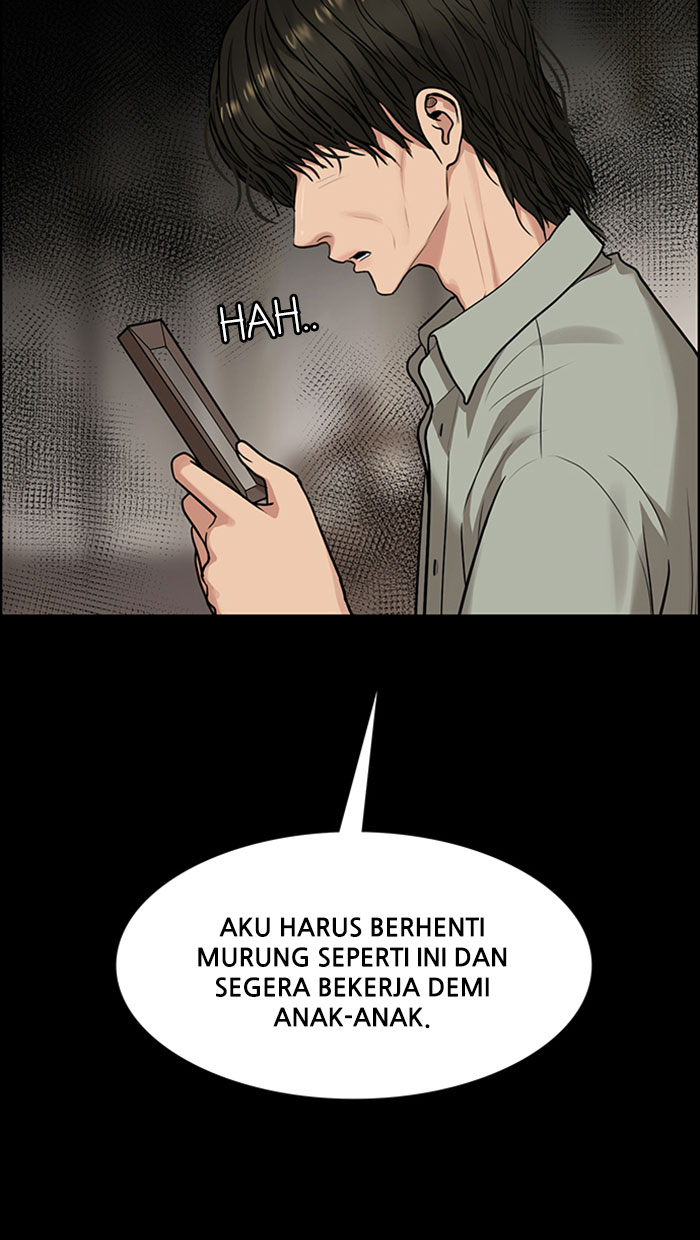 HAH..
AKU HARUS BERHENTI
MURUNG SEPERTI INI DAN
SEGERA BEKERJA DEMI
ANAK-ANAK.